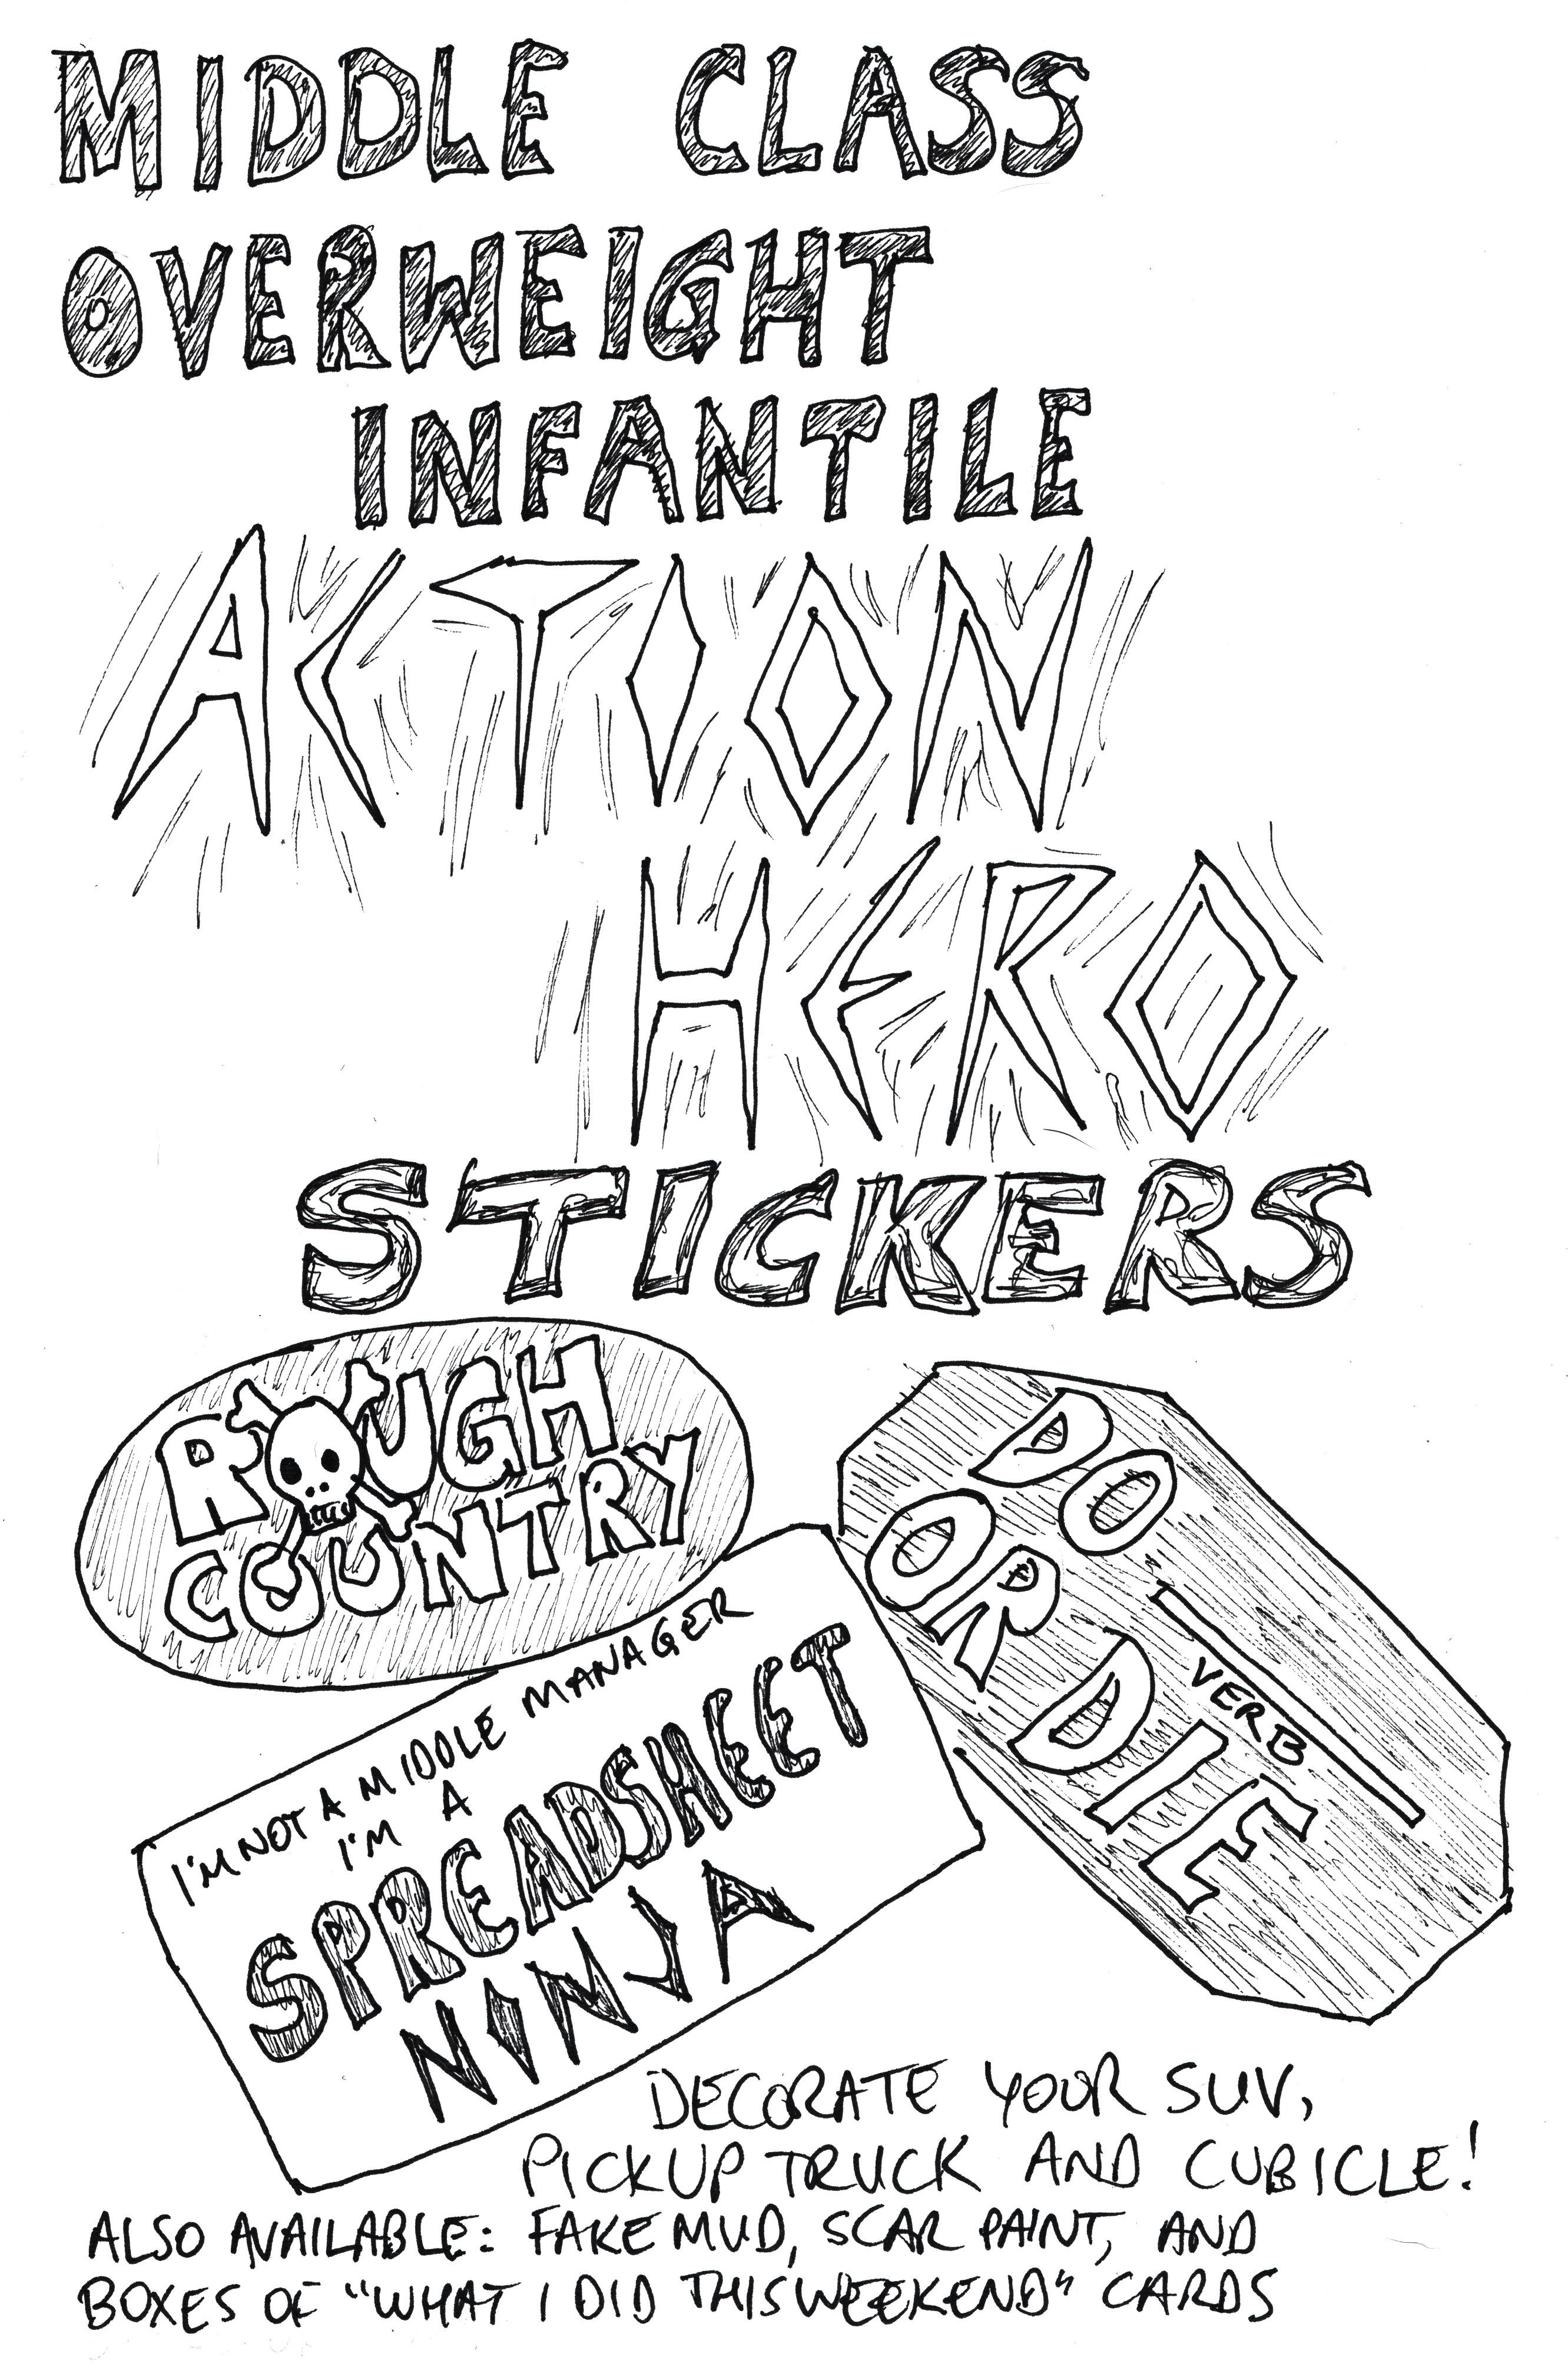 MIDDLE CLASS
OVERWEIGHT
INFANTILE
ACTION
HERO
STICKERS
ROUGH
COUNTRY
DO
OR
DIE
VERB
I'M NOT A MIDDLE MANAGER
I'M A
SPREADSHEET
NINJA
DECORATE YOUR SUV,
PICKUP TRUCK AND CUBICLE!
ALSO AVAILABLE: FAKE MUD, SCAR PAINT, AND
BOXES OF "WHAT I DID THIS WEEKEND" CARDS